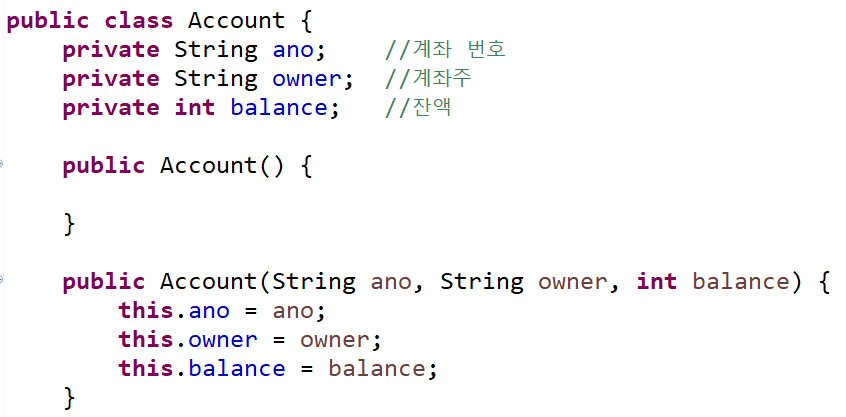 public class Account {
    private String ano;    //계좌 번호
    private String owner;  //계좌주
    private int balance;   //잔액
    public Account() {
    }
    public Account(String ano, String owner, int balance) {
        this.ano = ano;
        this.owner = owner;
        this.balance = balance;
    }